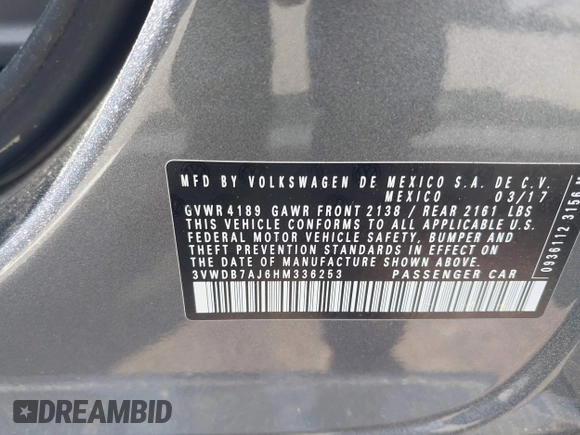 MFD BY VOLKSWAGEN DE MEXICO S.A. DE C.V.
MEXICO 03/17
GVWR 4189 GAWR FRONT 2138 / REAR 2161 LBS
THIS VEHICLE CONFORMS TO ALL APPLICABLE U.S.
FEDERAL MOTOR VEHICLE SAFETY, BUMPER AND
THEFT PREVENTION STANDARDS IN EFFECT ON
THE DATE OF MANUFACTURE SHOWN ABOVE.
3VWDB7AJ6HM336253 PASSENGER CAR
0936112 3156
DREAMBID